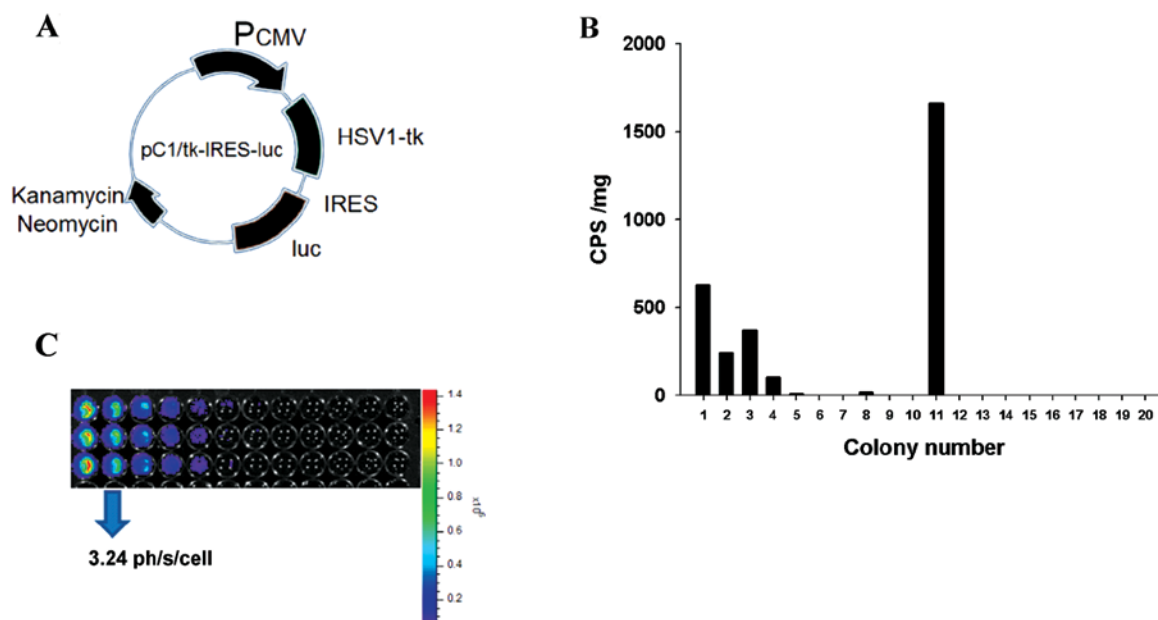 A
PCMV
HSV1-tk
pC1/tk-IRES-luc
Kanamycin
Neomycin
IRES
luc
B
2000
1500
1000
500
0
CPS /mg
1 2 3 4 5 6 7 8 9 10 11 12 13 14 15 16 17 18 19 20
Colony number
C
1.4
1.2
1.0
0.8
0.6
0.4
0.2
3.24 ph/s/cell